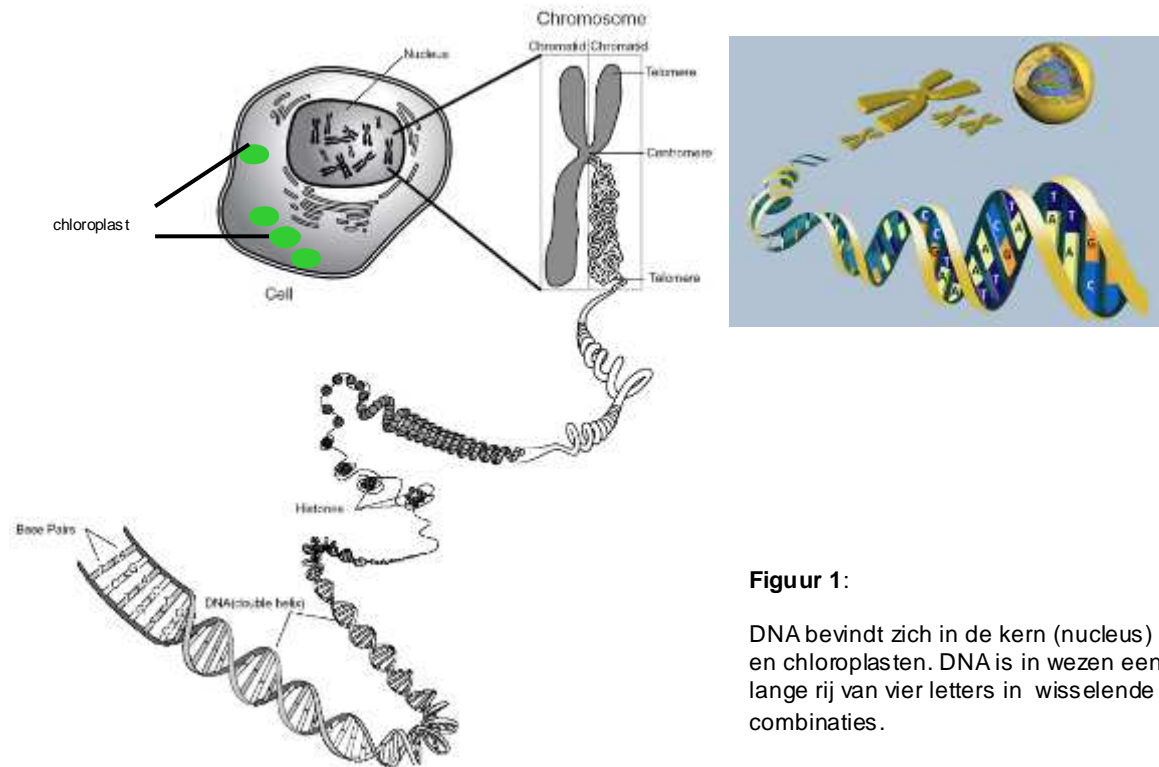 Chromosome
Chromatid Chromatid
Nucleus
Telomere
Centromere
chloroplast
Telomere
Cell
Histones
Base Pairs
DNA(double helix)
C
C
G
T
A
A
A
T
T
C
G
T
A
T
T
A
G
C
Figuur 1:
DNA bevindt zich in de kern (nucleus)
en chloroplasten. DNA is in wezen een
lange rij van vier letters in wisselende
combinaties.